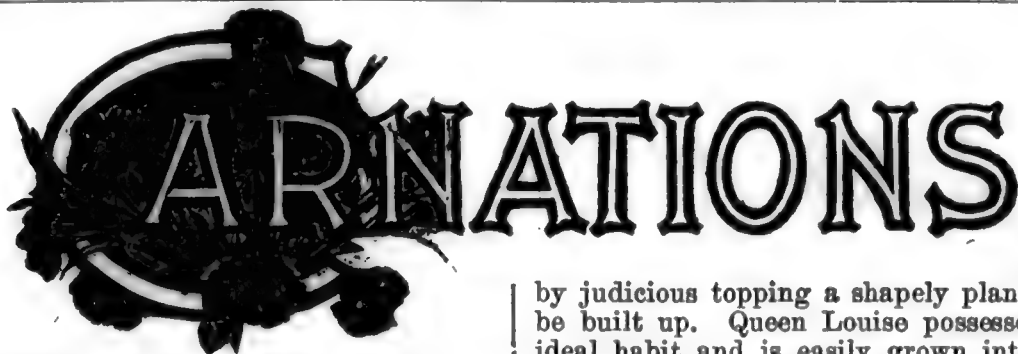 CARNATIONS
by judicious topping a shapely plan
be built up. Queen Louise possesse
ideal habit and is easily grown int